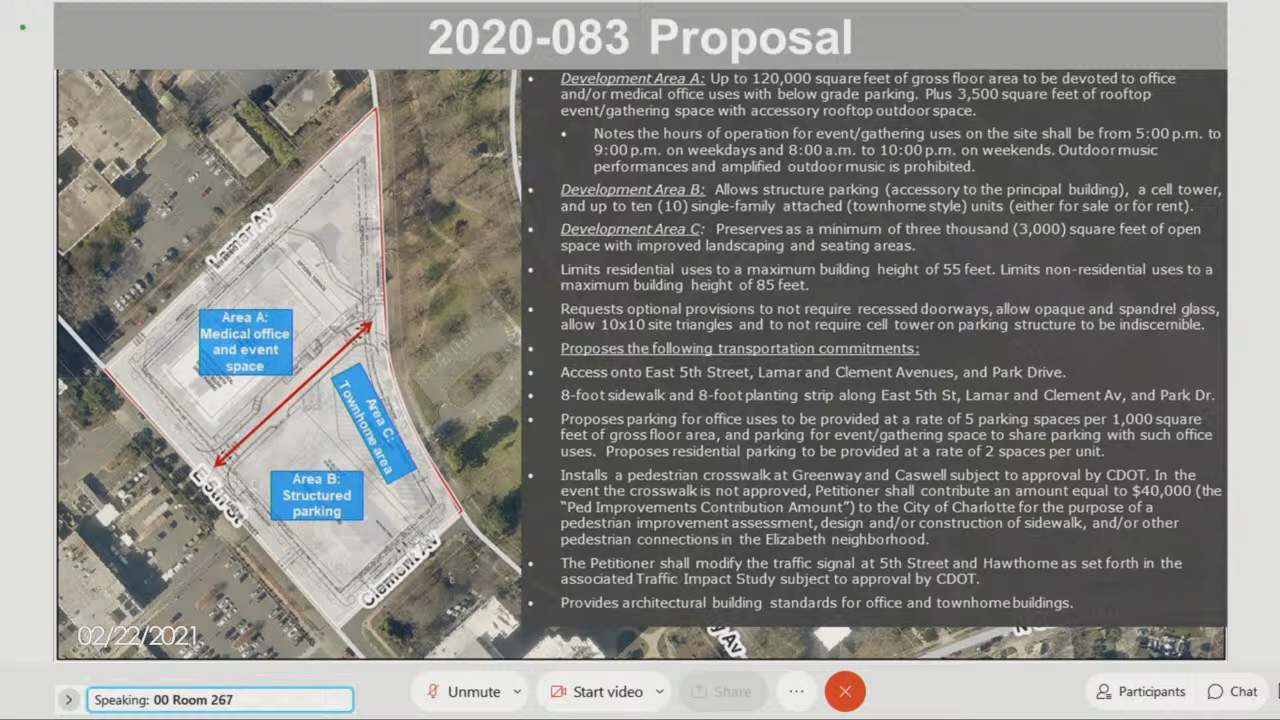 2020-083 Proposal
Development Area A: Up to 120,000 square feet of gross floor area to be devoted to office
and/or medical office uses with below grade parking. Plus 3,500 square feet of rooftop
event/gathering space with accessory rooftop outdoor space.
Notes the hours of operation for event/gathering uses on the site shall be from 5:00 p.m. to
9:00 p.m. on weekdays and 8:00 a.m. to 10:00 p.m. on weekends. Outdoor music
performances and amplified outdoor music is prohibited.
Development Area B: Allows structure parking (accessory to the principal building), a cell tower,
and up to ten (10) single-family attached (townhome style) units (either for sale or for rent).
Development Area C: Preserves as a minimum of three thousand (3,000) square feet of open
space with improved landscaping and seating areas.
Limits residential uses to a maximum building height of 55 feet. Limits non-residential uses to a
maximum building height of 85 feet.
Requests optional provisions to not require recessed doorways, allow opaque and spandrel glass,
allow 10x10 site triangles and to not require cell tower on parking structure to be indiscernible.
Proposes the following transportation commitments:
Access onto East 5th Street, Lamar and Clement Avenues, and Park Drive.
8-foot sidewalk and 8-foot planting strip along East 5th St, Lamar and Clement Av, and Park Dr.
Proposes parking for office uses to be provided at a rate of 5 parking spaces per 1,000 square
feet of gross floor area, and parking for event/gathering space to share parking with such office
uses. Proposes residential parking to be provided at a rate of 2 spaces per unit.
Installs a pedestrian crosswalk at Greenway and Caswell subject to approval by CDOT. In the
event the crosswalk is not approved, Petitioner shall contribute an amount equal to $40,000 (the
"Ped Improvements Contribution Amount") to the City of Charlotte for the purpose of a
pedestrian improvement assessment, design and/or construction of sidewalk, and/or other
pedestrian connections in the Elizabeth neighborhood.
The Petitioner shall modify the traffic signal at 5th Street and Hawthorne as set forth in the
associated Traffic Impact Study subject to approval by CDOT.
Provides architectural building standards for office and townhome buildings.
Lamar Av
Area A:
Medical office
and event
space
Area C:
Townhome area
Area B:
Structured
parking
E 5th St
Clement Av
Av
02/22/2021
Speaking: 00 Room 267
Unmute
Start video
Share
Participants
Chat